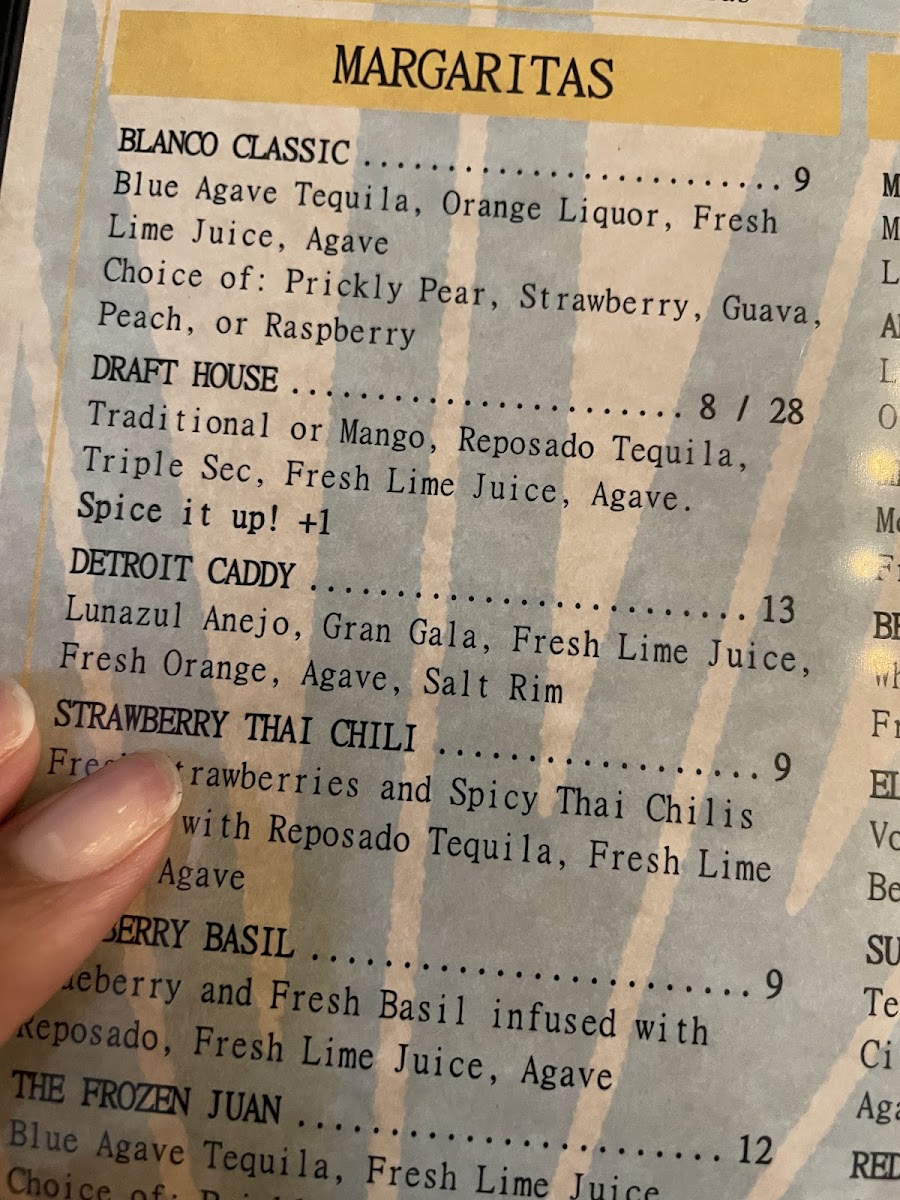 MARGARITAS
BLANCO CLASSIC ........................... 9
Blue Agave Tequila, Orange Liquor, Fresh
Lime Juice, Agave
Choice of: Prickly Pear, Strawberry, Guava,
Peach, or Raspberry
DRAFT HOUSE ......................... 8 / 28
Traditional or Mango, Reposado Tequila,
Triple Sec, Fresh Lime Juice, Agave.
Spice it up! +1
DETROIT CADDY ............................ 13
Lunazul Anejo, Gran Gala, Fresh Lime Juice,
Fresh Orange, Agave, Salt Rim
STRAWBERRY THAI CHILI .................... 9
and Spicy Thai Chilis
with Reposado Tequila, Fresh Lime
Agave
BASIL ............................ 9
and Fresh Basil infused with
Reposado, Fresh Lime Juice, Agave
THE FROZEN JUAN .......................... 12
Blue Agave Tequila, Fresh Lime Juice
Choice of: